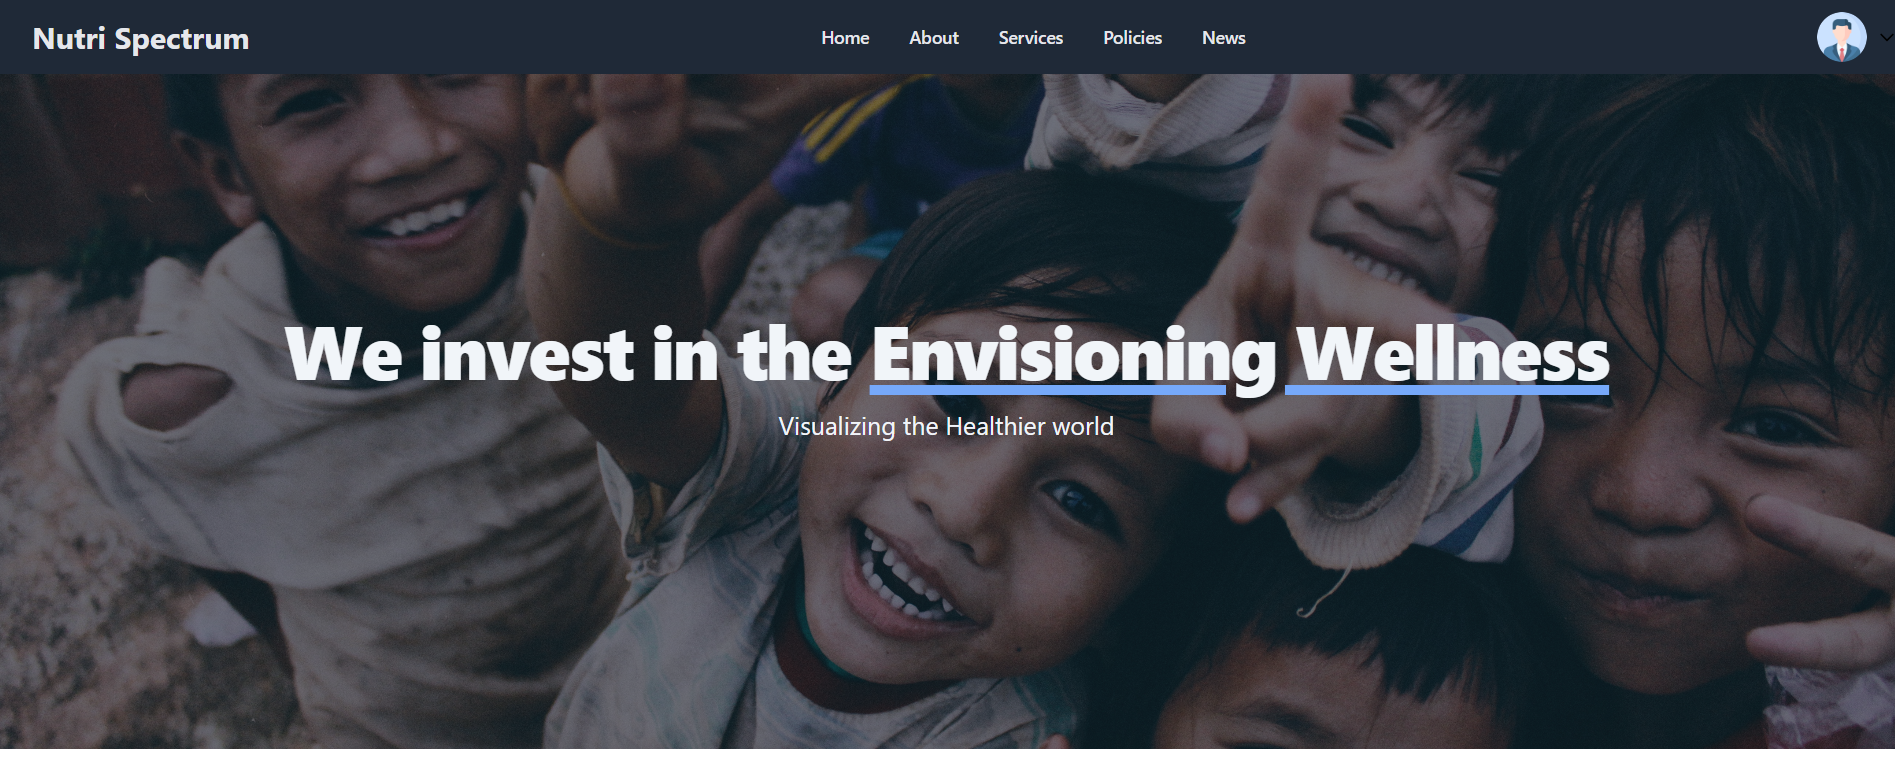 Nutri Spectrum
Home About Services Policies News
We invest in the Envisioning Wellness
Visualizing the Healthier world